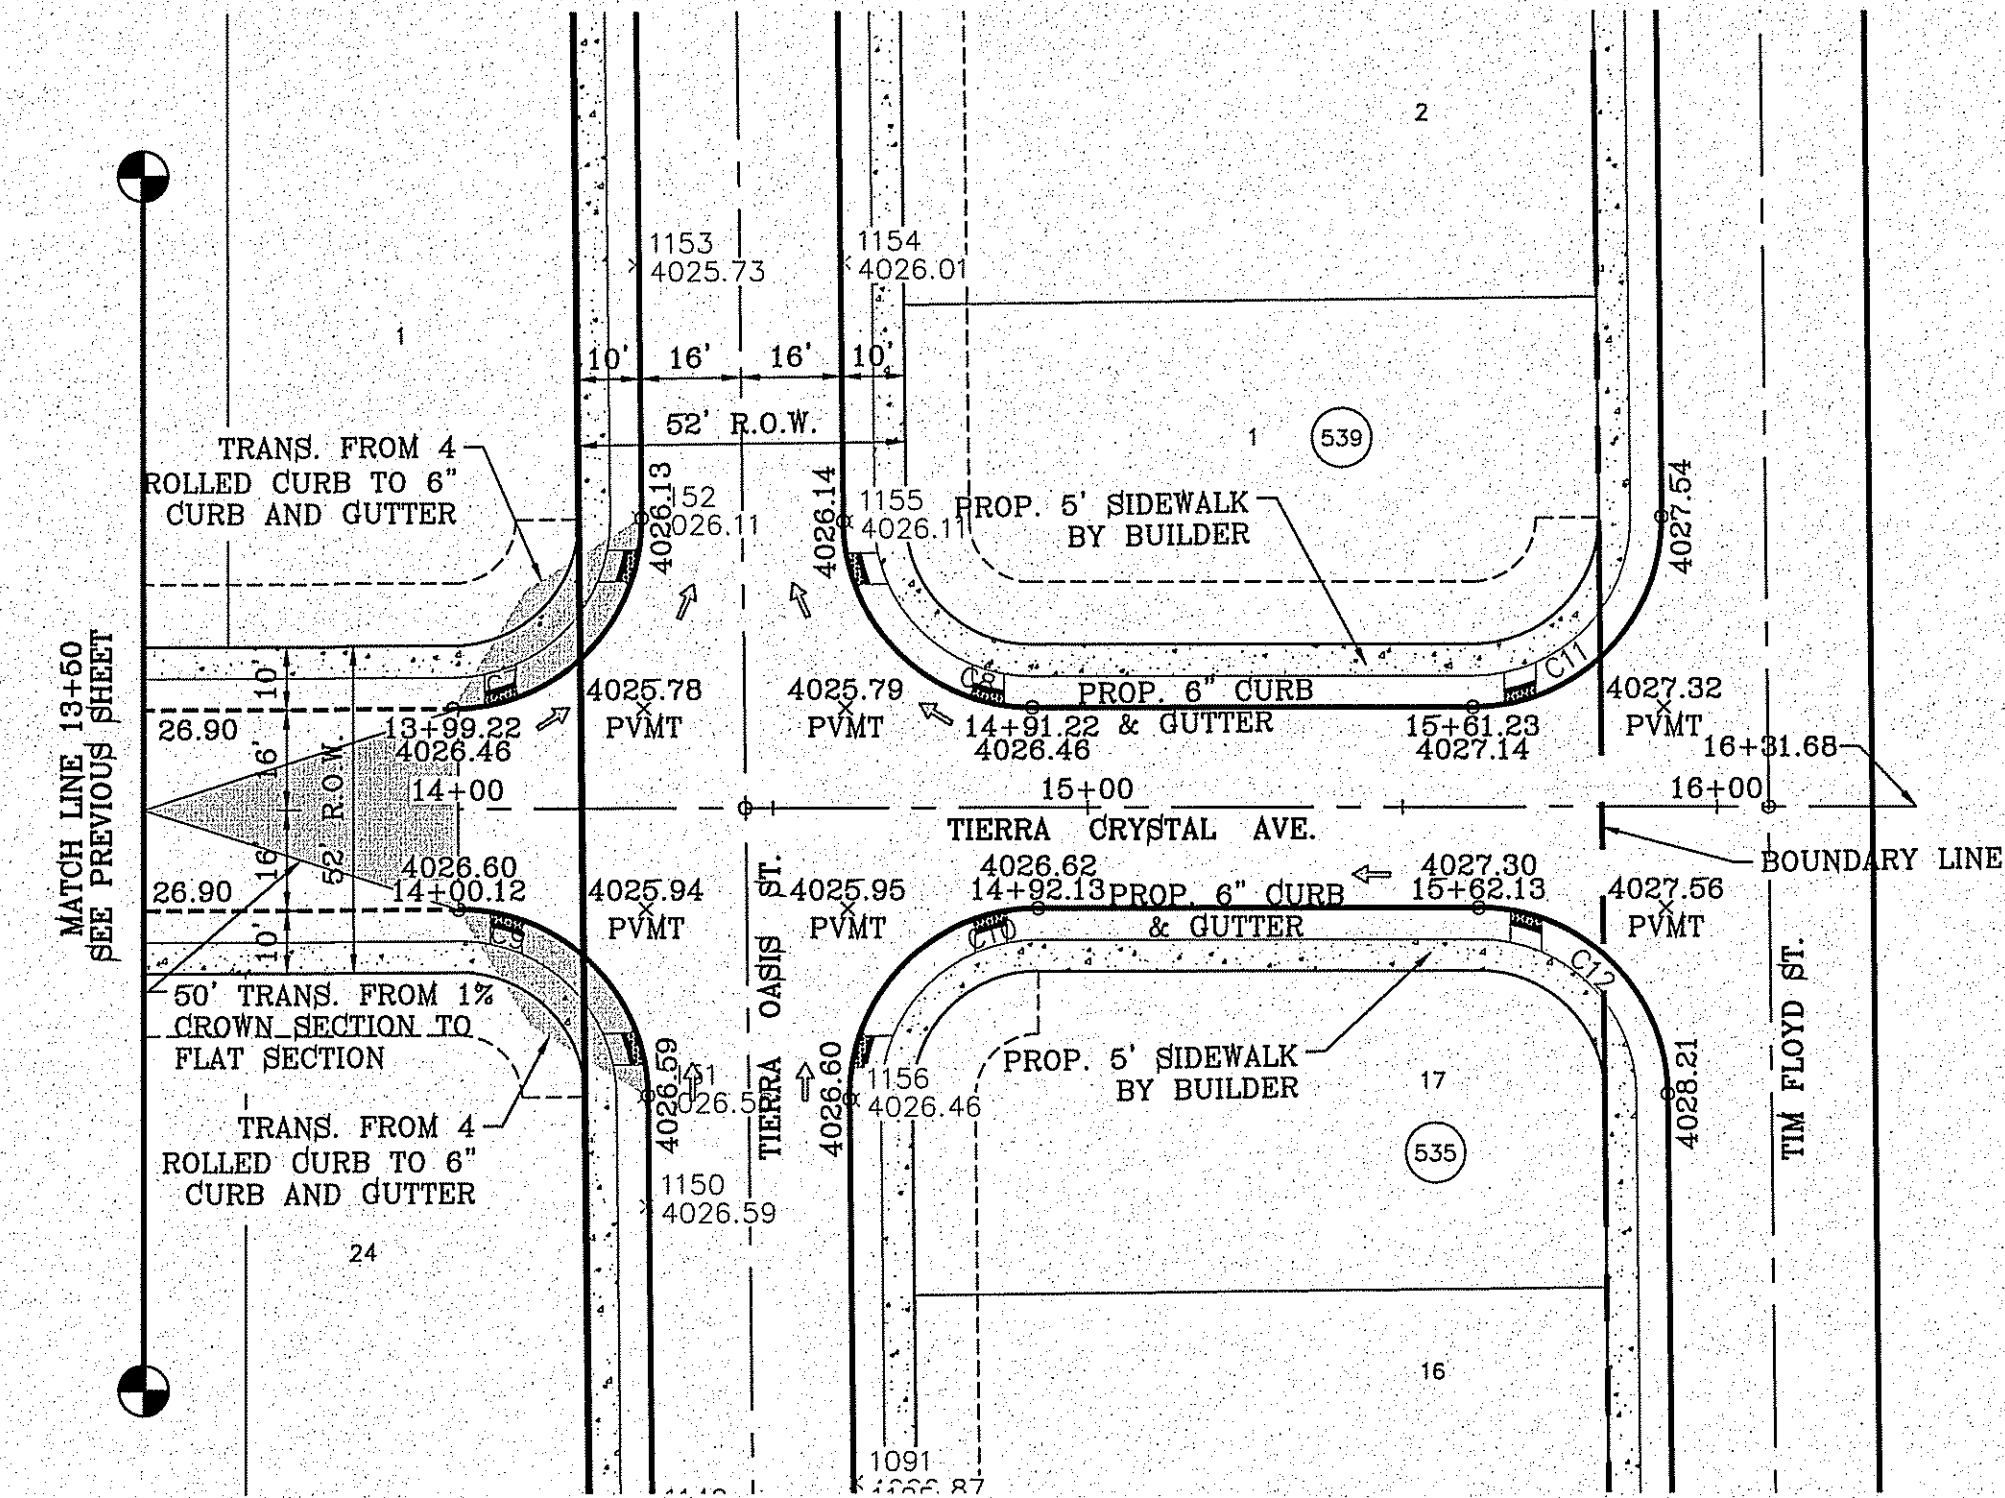 2
1153
4025.73
1154
4026.01
1
10'
16'
16'
10'
52' R.O.W.
1
539
TRANS. FROM 4
ROLLED CURB TO 6"
CURB AND GUTTER
4026.13
152
026.11
4026.14
1155
4026.11
PROP. 5' SIDEWALK
BY BUILDER
4027.54
MATCH LINE 13+50
SEE PREVIOUS SHEET
10'
16'
52' R.O.W.
16'
10'
26.90
13+99.22
4026.46
4025.78
PVMT
4025.79
PVMT
C8
14+91.22
4026.46
PROP. 6" CURB
& GUTTER
C11
15+61.23
4027.14
4027.32
PVMT
16+31.68
14+00
15+00
16+00
TIERRA CRYSTAL AVE.
BOUNDARY LINE
26.90
4026.60
14+00.12
C9
4025.94
PVMT
TIERRA OASIS ST.
4025.95
PVMT
4026.62
14+92.13
C10
PROP. 6" CURB
& GUTTER
4027.30
15+62.13
C12
4027.56
PVMT
TIM FLOYD ST.
50' TRANS. FROM 1%
CROWN SECTION TO
FLAT SECTION
TRANS. FROM 4
ROLLED CURB TO 6"
CURB AND GUTTER
4026.59
4026.60
1156
4026.46
PROP. 5' SIDEWALK
BY BUILDER
17
535
4028.21
1150
4026.59
24
16
1091